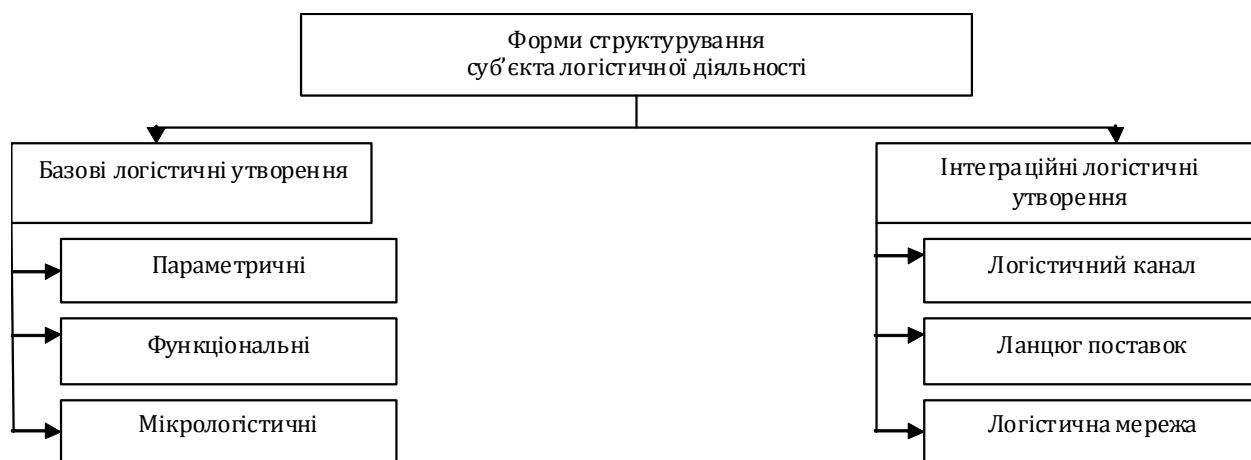 Форми структурування
суб’єкта логістичної діяльності
Базові логістичні утворення
Інтеграційні логістичні
утворення
Параметричні
Логістичний канал
Функціональні
Ланцюг поставок
Мікрологістичні
Логістична мережа